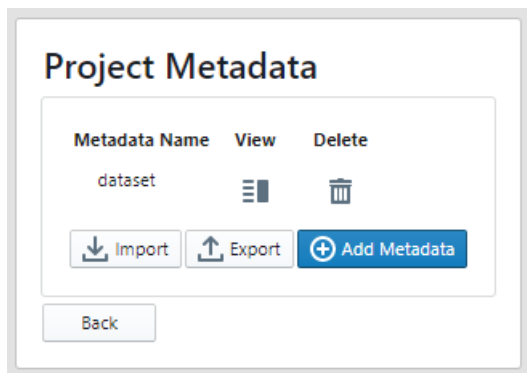 Project Metadata
Metadata Name View Delete
dataset
Import Export Add Metadata
Back